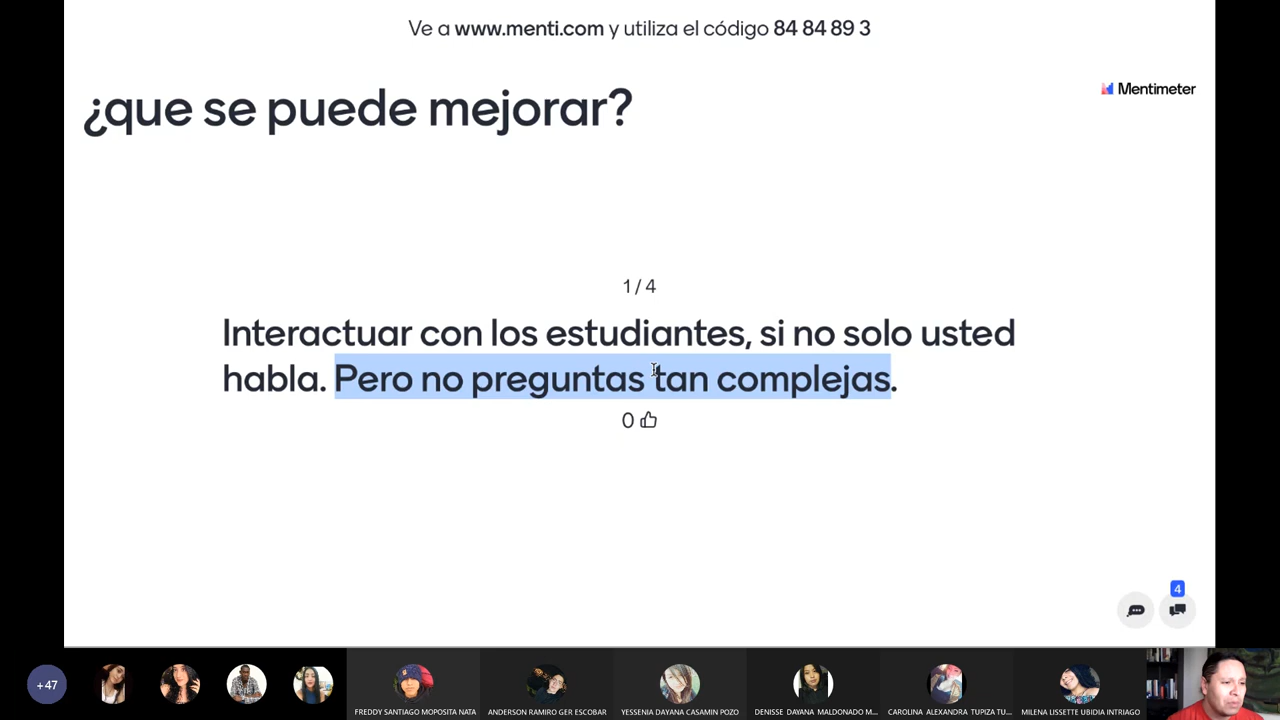 Ve a www.menti.com y utiliza el código 84 84 89 3
¿que se puede mejorar?
Mentimeter
1 / 4
Interactuar con los estudiantes, si no solo usted
habla. Pero no preguntas tan complejas.
0
4
+47
FREDDY SANTIAGO MOPOSITA NATA
ANDERSON RAMIRO GER ESCOBAR
YESSENIA DAYANA CASAMIN POZO
DENISSE DAYANA MALDONADO M...
CAROLINA ALEXANDRA TUPIZA TU...
MILENA LISSETTE UBIDIA INTRIAGO